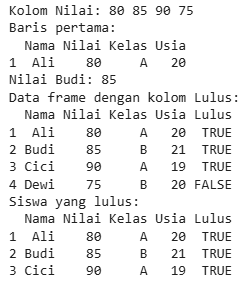 Kolom Nilai: 80 85 90 75
Baris pertama:
  Nama Nilai Kelas Usia
1  Ali    80     A   20
Nilai Budi: 85
Data frame dengan kolom Lulus:
  Nama Nilai Kelas Usia Lulus
1  Ali    80     A   20  TRUE
2 Budi    85     B   21  TRUE
3 Cici    90     A   19  TRUE
4 Dewi    75     B   20 FALSE
Siswa yang lulus:
  Nama Nilai Kelas Usia Lulus
1  Ali    80     A   20  TRUE
2 Budi    85     B   21  TRUE
3 Cici    90     A   19  TRUE